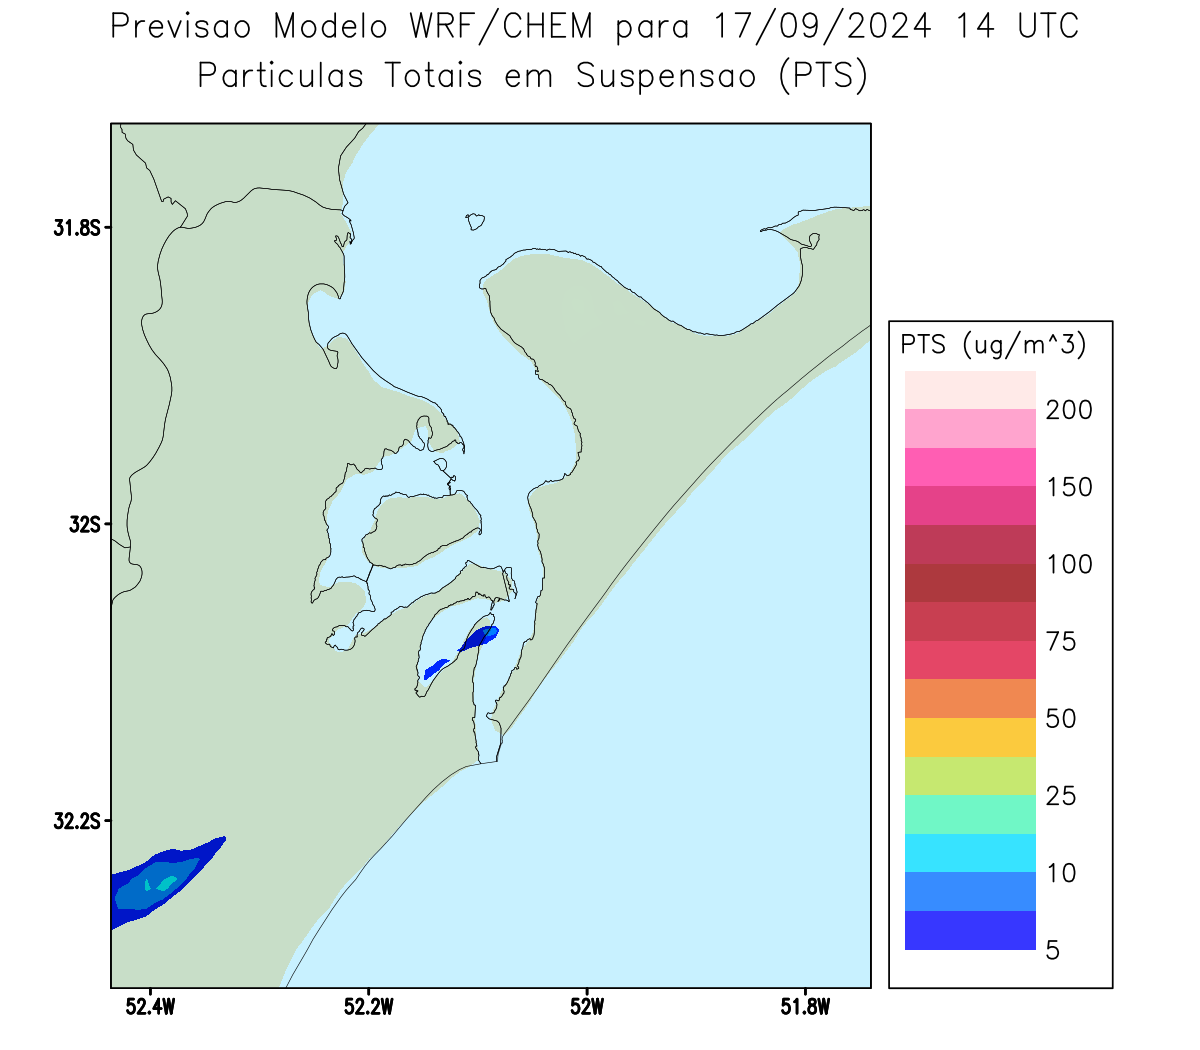 Previsao Modelo WRF/CHEM para 17/09/2024 14 UTC
Particulas Totais em Suspensao (PTS)
31.8S
32S
32.2S
52.4W
52.2W
52W
51.8W
PTS (ug/m^3)
200
150
100
75
50
25
10
5